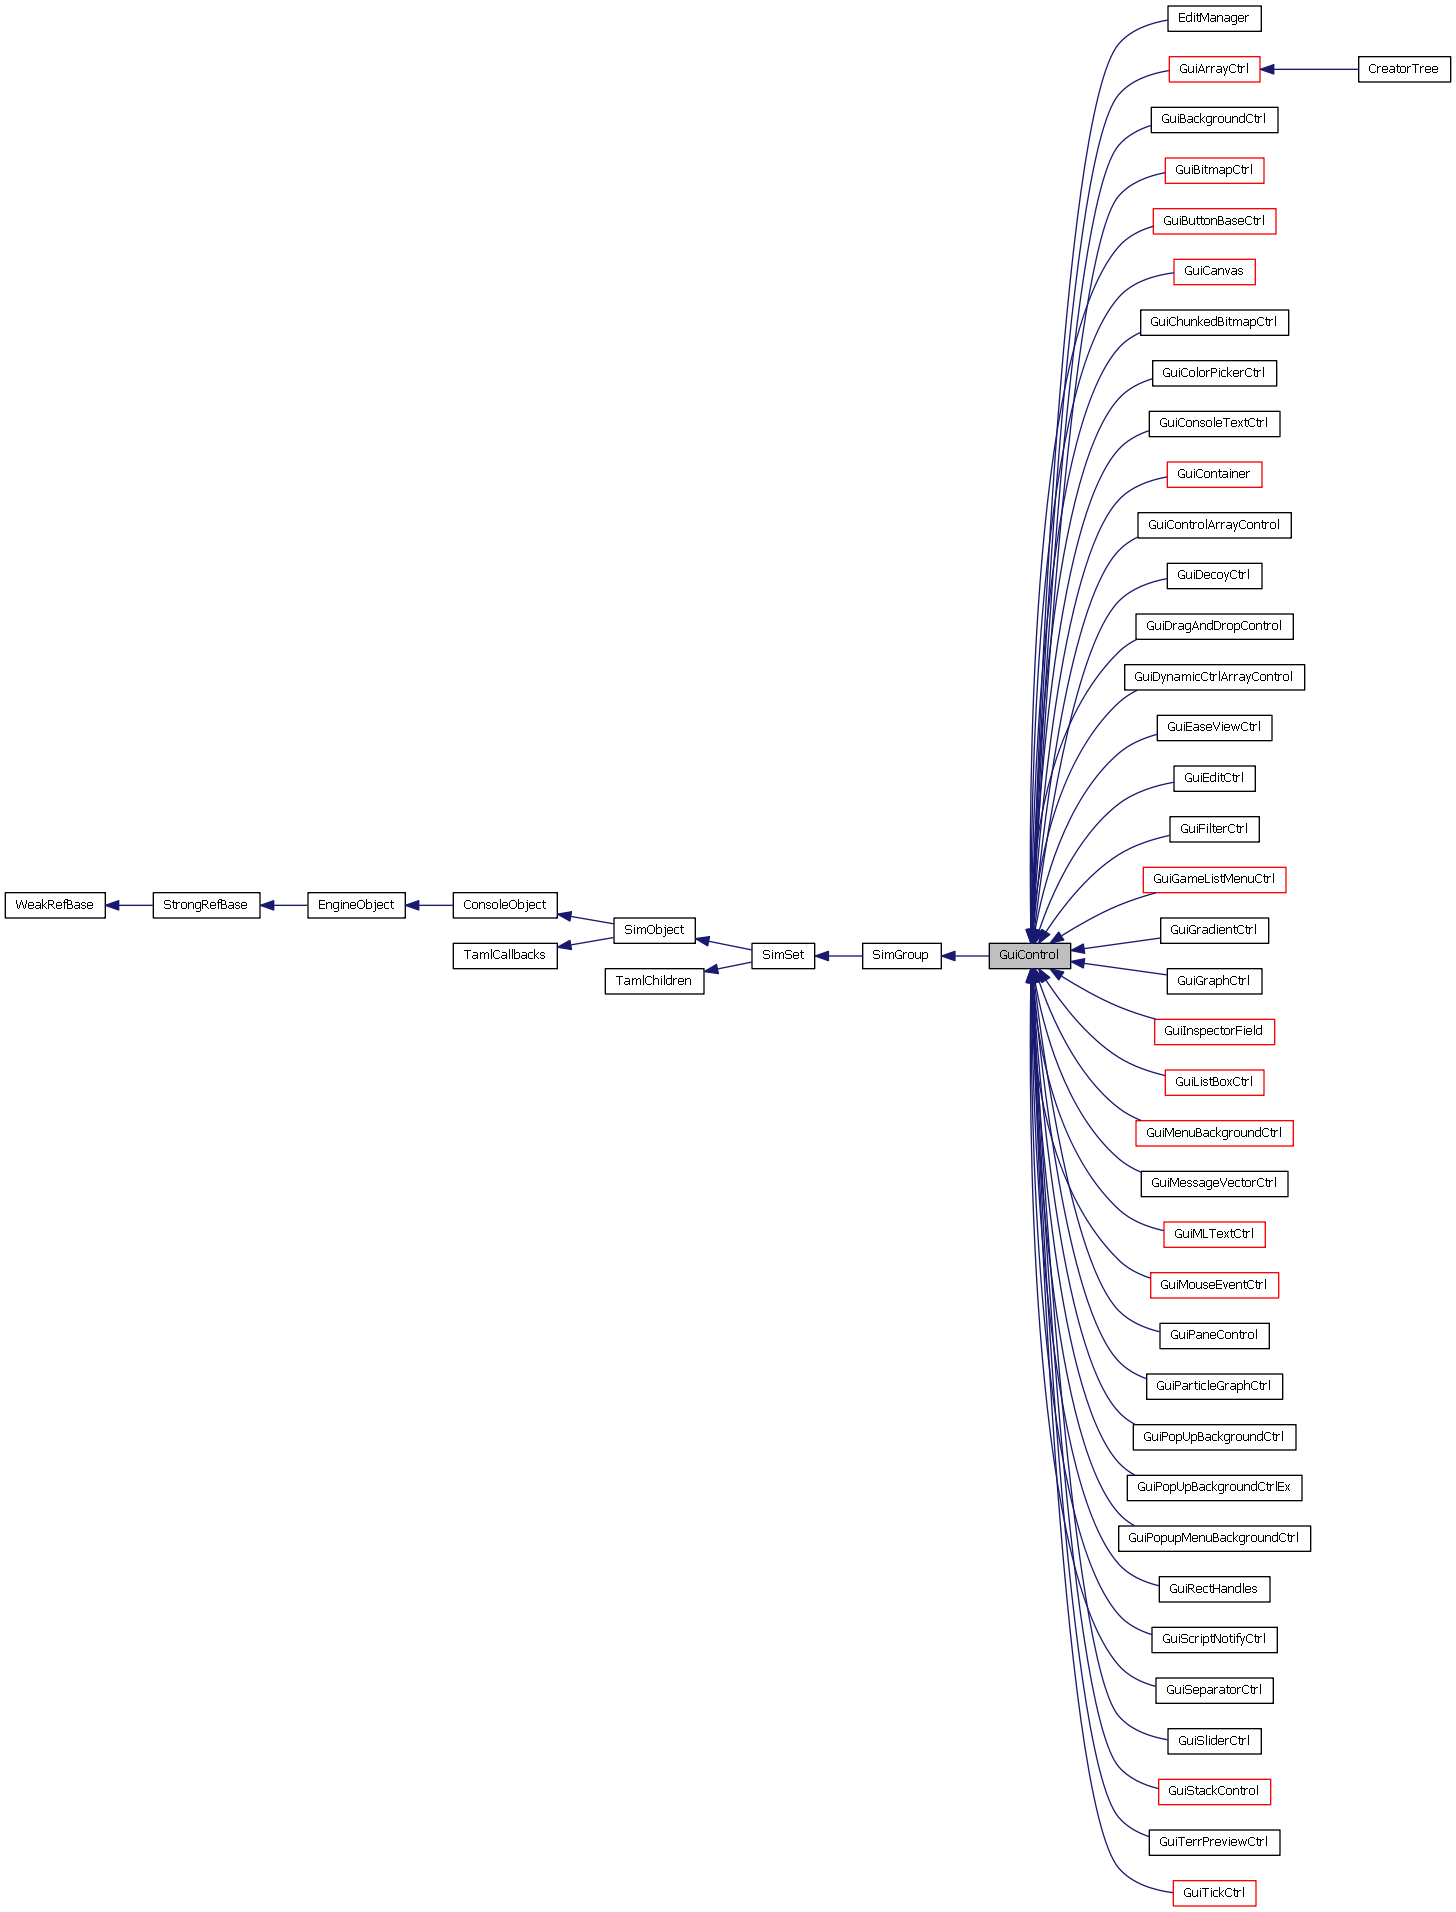 EditManager
GuiArrayCtrl
CreatorTree
GuiBackgroundCtrl
GuiBitmapCtrl
GuiButtonBaseCtrl
GuiCanvas
GuiChunkedBitmapCtrl
GuiColorPickerCtrl
GuiConsoleTextCtrl
GuiContainer
GuiControlArrayControl
GuiDecoyCtrl
GuiDragAndDropControl
GuiDynamicCtrlArrayControl
GuiEaseViewCtrl
GuiEditCtrl
GuiFilterCtrl
GuiGameListMenuCtrl
WeakRefBase
StrongRefBase
EngineObject
ConsoleObject
SimObject
GuiGradientCtrl
TamlCallbacks
SimSet
SimGroup
GuiControl
TamlChildren
GuiGraphCtrl
GuiInspectorField
GuiListBoxCtrl
GuiMenuBackgroundCtrl
GuiMessageVectorCtrl
GuiMLTextCtrl
GuiMouseEventCtrl
GuiPaneControl
GuiParticleGraphCtrl
GuiPopUpBackgroundCtrl
GuiPopUpBackgroundCtrlEx
GuiPopupMenuBackgroundCtrl
GuiRectHandles
GuiScriptNotifyCtrl
GuiSeparatorCtrl
GuiSliderCtrl
GuiStackControl
GuiTerrPreviewCtrl
GuiTickCtrl